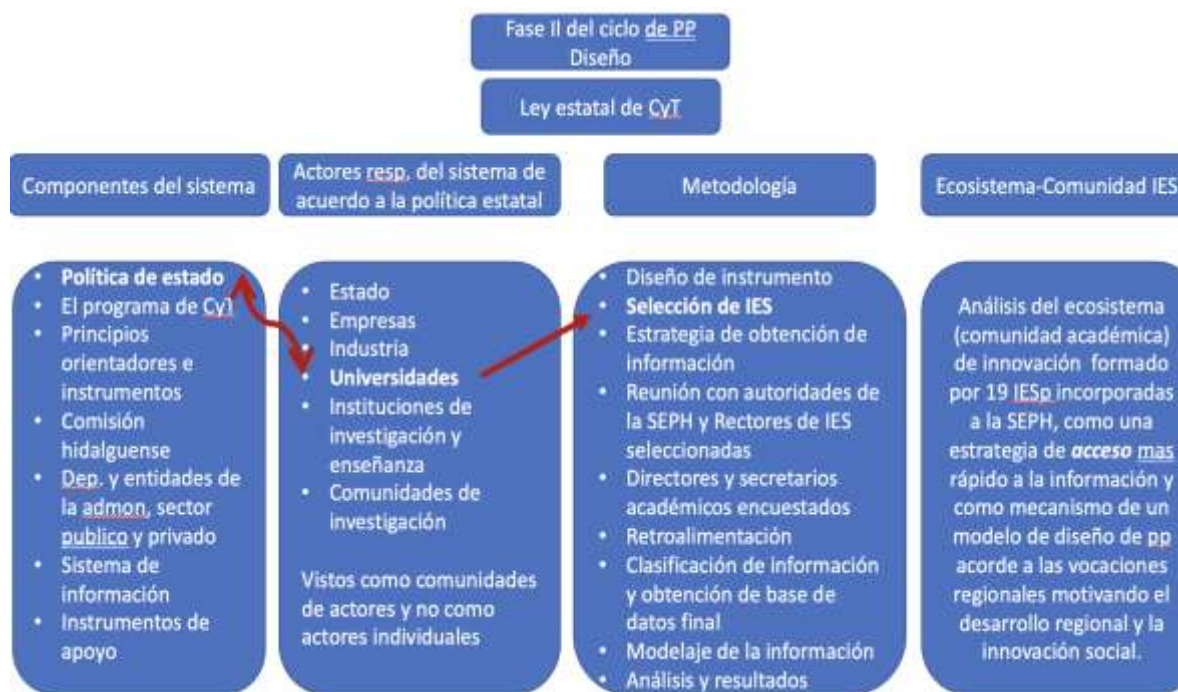 Fase II del ciclo de PP
Diseño
Ley estatal de CyT
Componentes del sistema
Actores resp. del sistema de
acuerdo a la política estatal
Metodología
Ecosistema-Comunidad IES
• Política de estado
• El programa de CyT
• Principios
orientadores e
instrumentos
• Comisión
hidalguense
• Dep. y entidades de
la admon, sector
publico y privado
• Sistema de
información
• Instrumentos de
apoyo
• Estado
• Empresas
• Industria
• Universidades
• Instituciones de
investigación y
enseñanza
• Comunidades de
investigación
Vistos como comunidades
de actores y no como
actores individuales
• Diseño de instrumento
• Selección de IES
• Estrategia de obtención de
información
• Reunión con autoridades de
la SEPH y Rectores de IES
seleccionadas
• Directores y secretarios
académicos encuestados
• Retroalimentación
• Clasificación de información
y obtención de base de
datos final
• Modelaje de la información
• Análisis y resultados
Análisis del ecosistema
(comunidad académica)
de innovación formado
por 19 IESp incorporadas
a la SEPH, como una
estrategia de acceso mas
rápido a la información y
como mecanismo de un
modelo de diseño de pp
acorde a las vocaciones
regionales motivando el
desarrollo regional y la
innovación social.